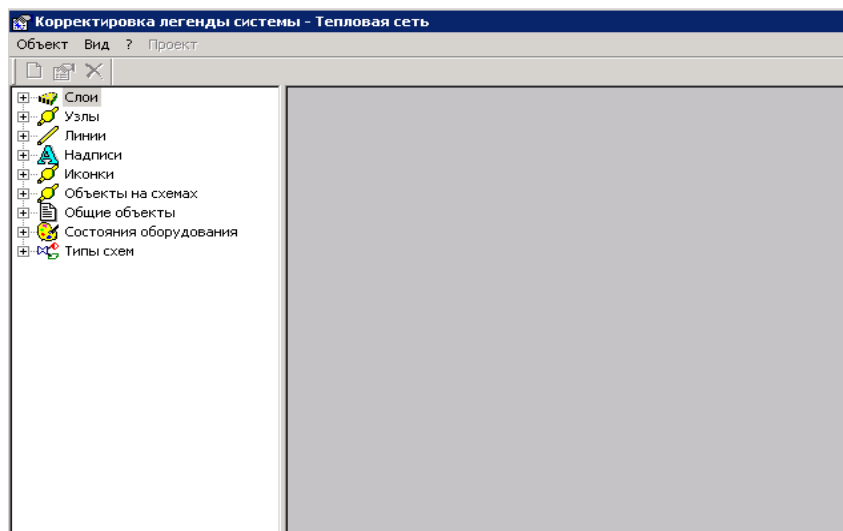 Корректировка легенды системы - Тепловая сеть
Объект Вид ? Проект
Слои
Узлы
Линии
Надписи
Иконки
Объекты на схемах
Общие объекты
Состояния оборудования
Типы схем